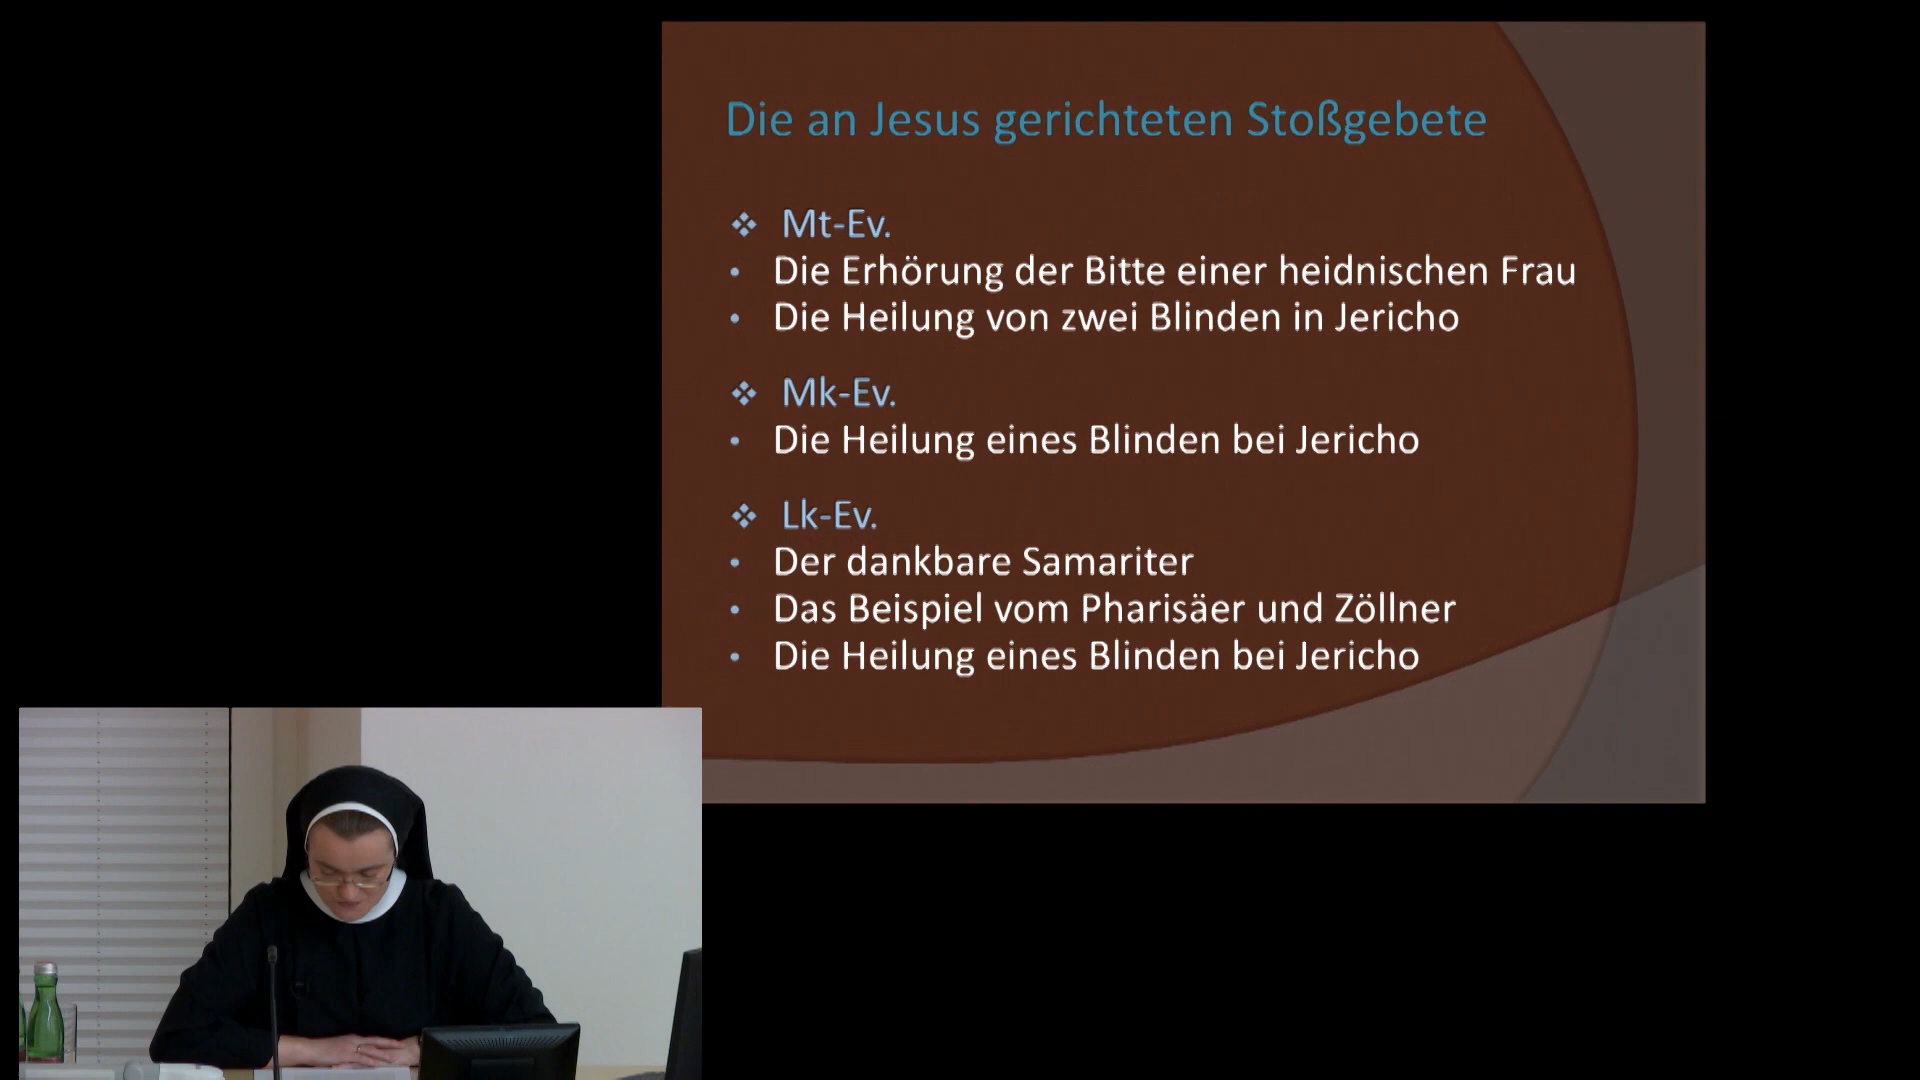 Die an Jesus gerichteten Stoßgebete
❖ Mt-Ev.
• Die Erhörung der Bitte einer heidnischen Frau
• Die Heilung von zwei Blinden in Jericho
❖ Mk-Ev.
• Die Heilung eines Blinden bei Jericho
❖ Lk-Ev.
• Der dankbare Samariter
• Das Beispiel vom Pharisäer und Zöllner
• Die Heilung eines Blinden bei Jericho